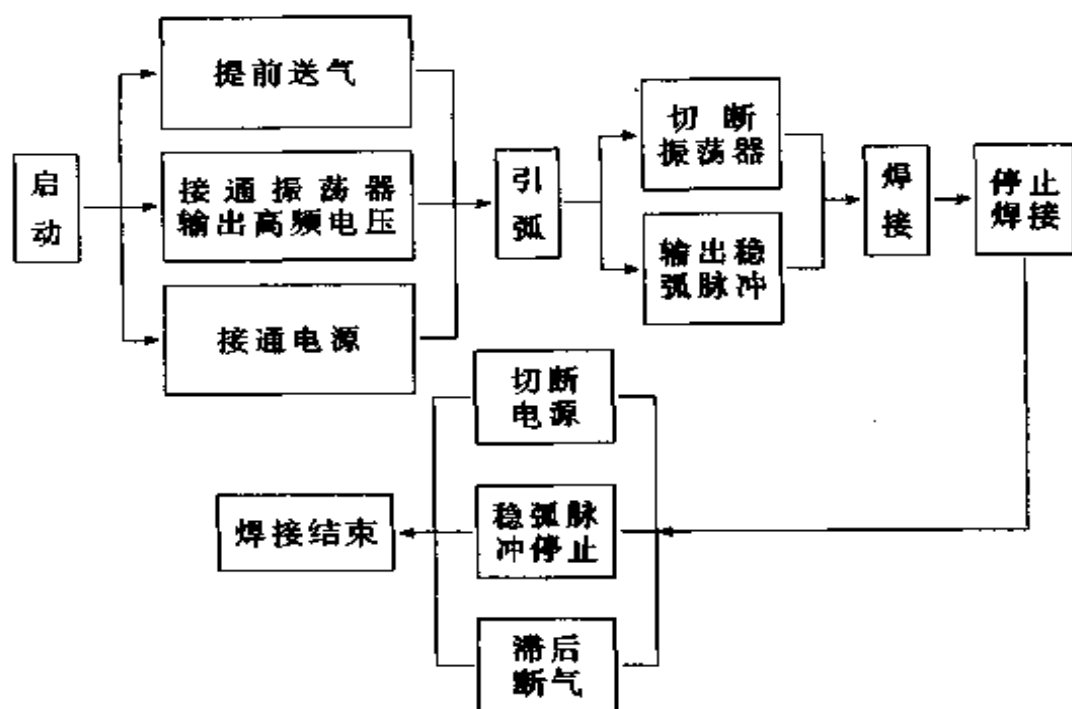 提前送气
启
动
接通振荡器
输出高频电压
接通电源
引
弧
切断
振荡器
输出稳
弧脉冲
焊
接
停止
焊接
切断
电源
稳弧脉
冲停止
滞后
断气
焊接结束